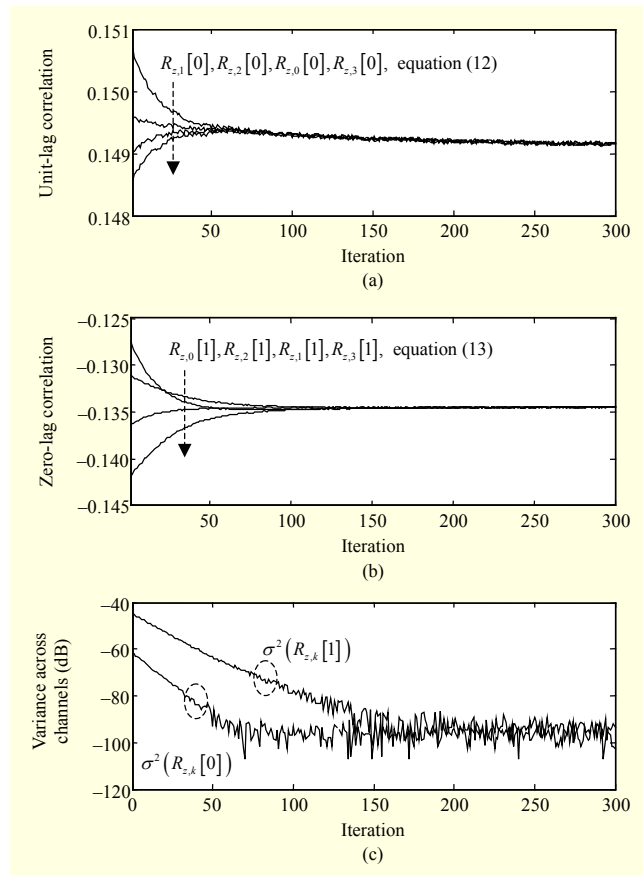 0.151
0.150
0.149
0.148
Unit-lag correlation
R_{z,1}[0], R_{z,2}[0], R_{z,0}[0], R_{z,3}[0], equation (12)
50 100 150 200 250 300
Iteration
(a)
−0.125
−0.130
−0.135
−0.140
−0.145
Zero-lag correlation
R_{z,0}[1], R_{z,2}[1], R_{z,1}[1], R_{z,3}[1], equation (13)
50 100 150 200 250 300
Iteration
(b)
−40
−60
−80
−100
−120
Variance across
channels (dB)
σ²(R_{z,k}[1])
σ²(R_{z,k}[0])
0 50 100 150 200 250 300
Iteration
(c)